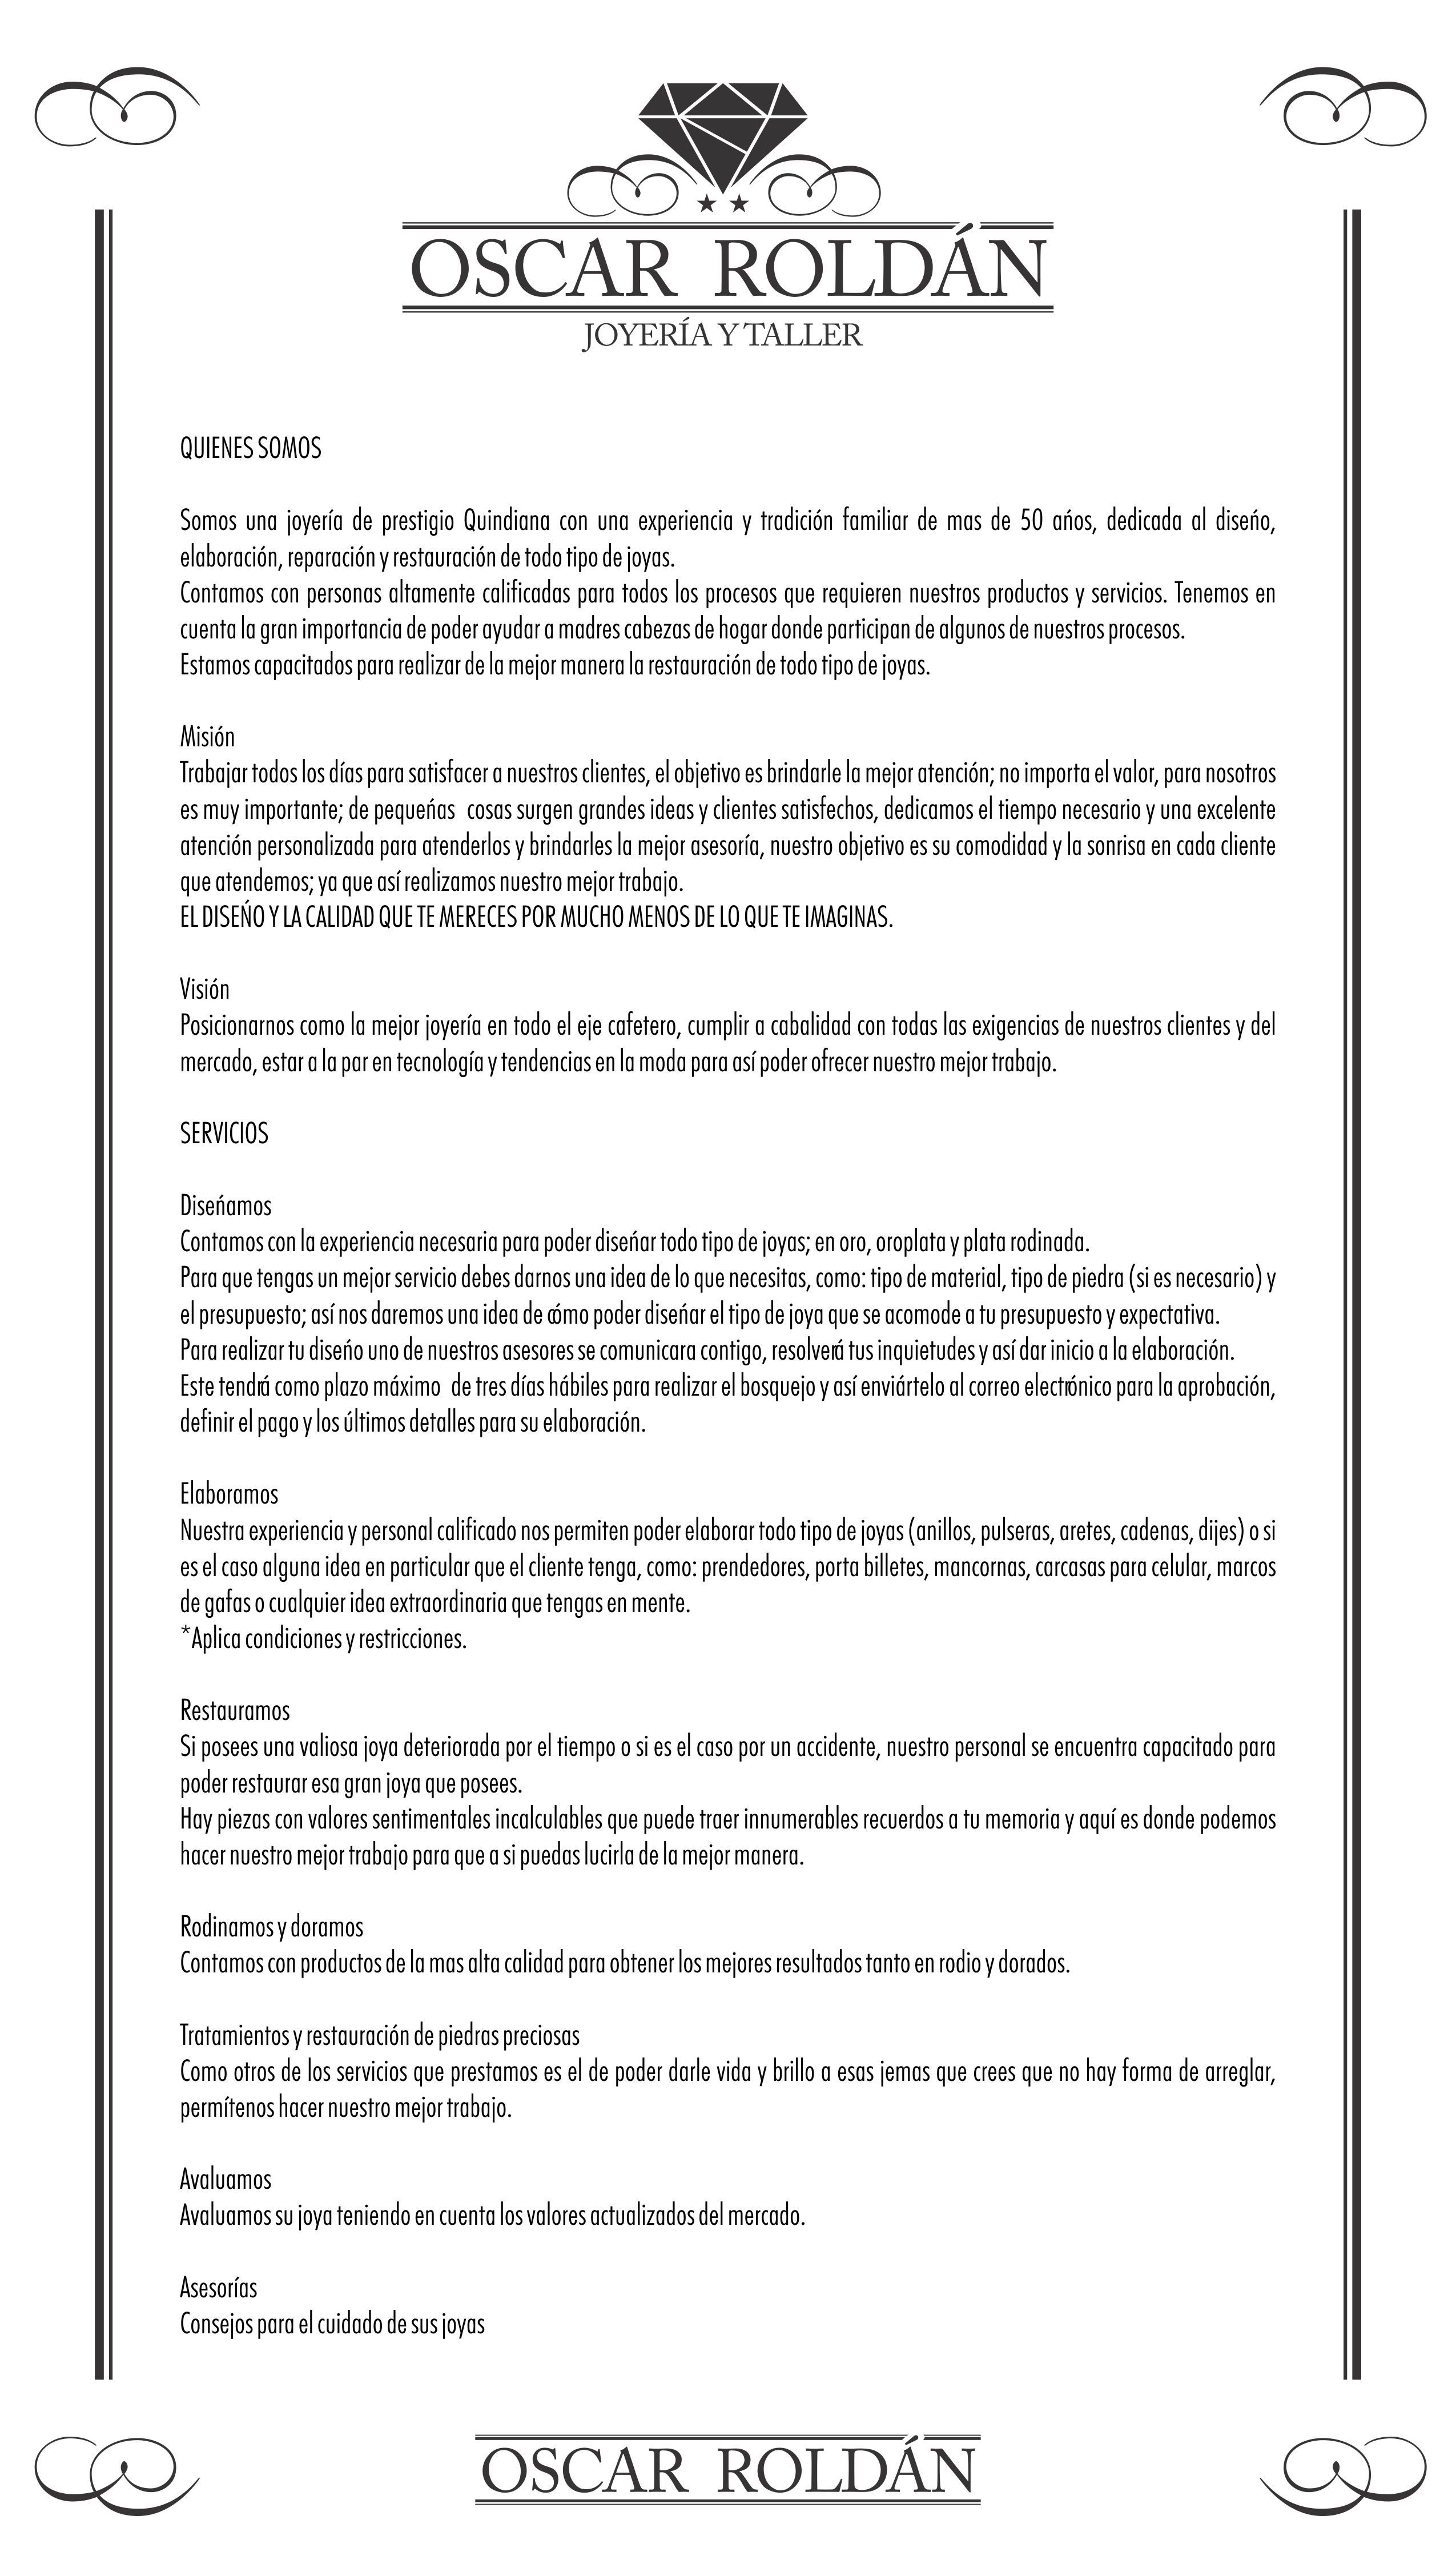 OSCAR ROLDÁN
JOYERÍA Y TALLER
QUIENES SOMOS
Somos una joyería de prestigio Quindiana con una experiencia y tradición familiar de mas de 50 ańos, dedicada al diseńo,
elaboración, reparación y restauración de todo tipo de joyas.
Contamos con personas altamente calificadas para todos los procesos que requieren nuestros productos y servicios. Tenemos en
cuenta la gran importancia de poder ayudar a madres cabezas de hogar donde participan de algunos de nuestros procesos.
Estamos capacitados para realizar de la mejor manera la restauración de todo tipo de joyas.
Misión
Trabajar todos los días para satisfacer a nuestros clientes, el objetivo es brindarle la mejor atención; no importa el valor, para nosotros
es muy importante; de pequeńas cosas surgen grandes ideas y clientes satisfechos, dedicamos el tiempo necesario y una excelente
atención personalizada para atenderlos y brindarles la mejor asesoría, nuestro objetivo es su comodidad y la sonrisa en cada cliente
que atendemos; ya que así realizamos nuestro mejor trabajo.
EL DISEŃO Y LA CALIDAD QUE TE MERECES POR MUCHO MENOS DE LO QUE TE IMAGINAS.
Visión
Posicionarnos como la mejor joyería en todo el eje cafetero, cumplir a cabalidad con todas las exigencias de nuestros clientes y del
mercado, estar a la par en tecnología y tendencias en la moda para así poder ofrecer nuestro mejor trabajo.
SERVICIOS
Diseńamos
Contamos con la experiencia necesaria para poder diseńar todo tipo de joyas; en oro, oroplata y plata rodinada.
Para que tengas un mejor servicio debes darnos una idea de lo que necesitas, como: tipo de material, tipo de piedra (si es necesario) y
el presupuesto; así nos daremos una idea de cómo poder diseńar el tipo de joya que se acomode a tu presupuesto y expectativa.
Para realizar tu diseńo uno de nuestros asesores se comunicara contigo, resolverá tus inquietudes y así dar inicio a la elaboración.
Este tendrá como plazo máximo de tres días hábiles para realizar el bosquejo y así enviártelo al correo electrónico para la aprobación,
definir el pago y los últimos detalles para su elaboración.
Elaboramos
Nuestra experiencia y personal calificado nos permiten poder elaborar todo tipo de joyas (anillos, pulseras, aretes, cadenas, dijes) o si
es el caso alguna idea en particular que el cliente tenga, como: prendedores, porta billetes, mancornas, carcasas para celular, marcos
de gafas o cualquier idea extraordinaria que tengas en mente.
*Aplica condiciones y restricciones.
Restauramos
Si posees una valiosa joya deteriorada por el tiempo o si es el caso por un accidente, nuestro personal se encuentra capacitado para
poder restaurar esa gran joya que posees.
Hay piezas con valores sentimentales incalculables que puede traer innumerables recuerdos a tu memoria y aquí es donde podemos
hacer nuestro mejor trabajo para que a si puedas lucirla de la mejor manera.
Rodinamos y doramos
Contamos con productos de la mas alta calidad para obtener los mejores resultados tanto en rodio y dorados.
Tratamientos y restauración de piedras preciosas
Como otros de los servicios que prestamos es el de poder darle vida y brillo a esas jemas que crees que no hay forma de arreglar,
permítenos hacer nuestro mejor trabajo.
Avaluamos
Avaluamos su joya teniendo en cuenta los valores actualizados del mercado.
Asesorías
Consejos para el cuidado de sus joyas
OSCAR ROLDÁN